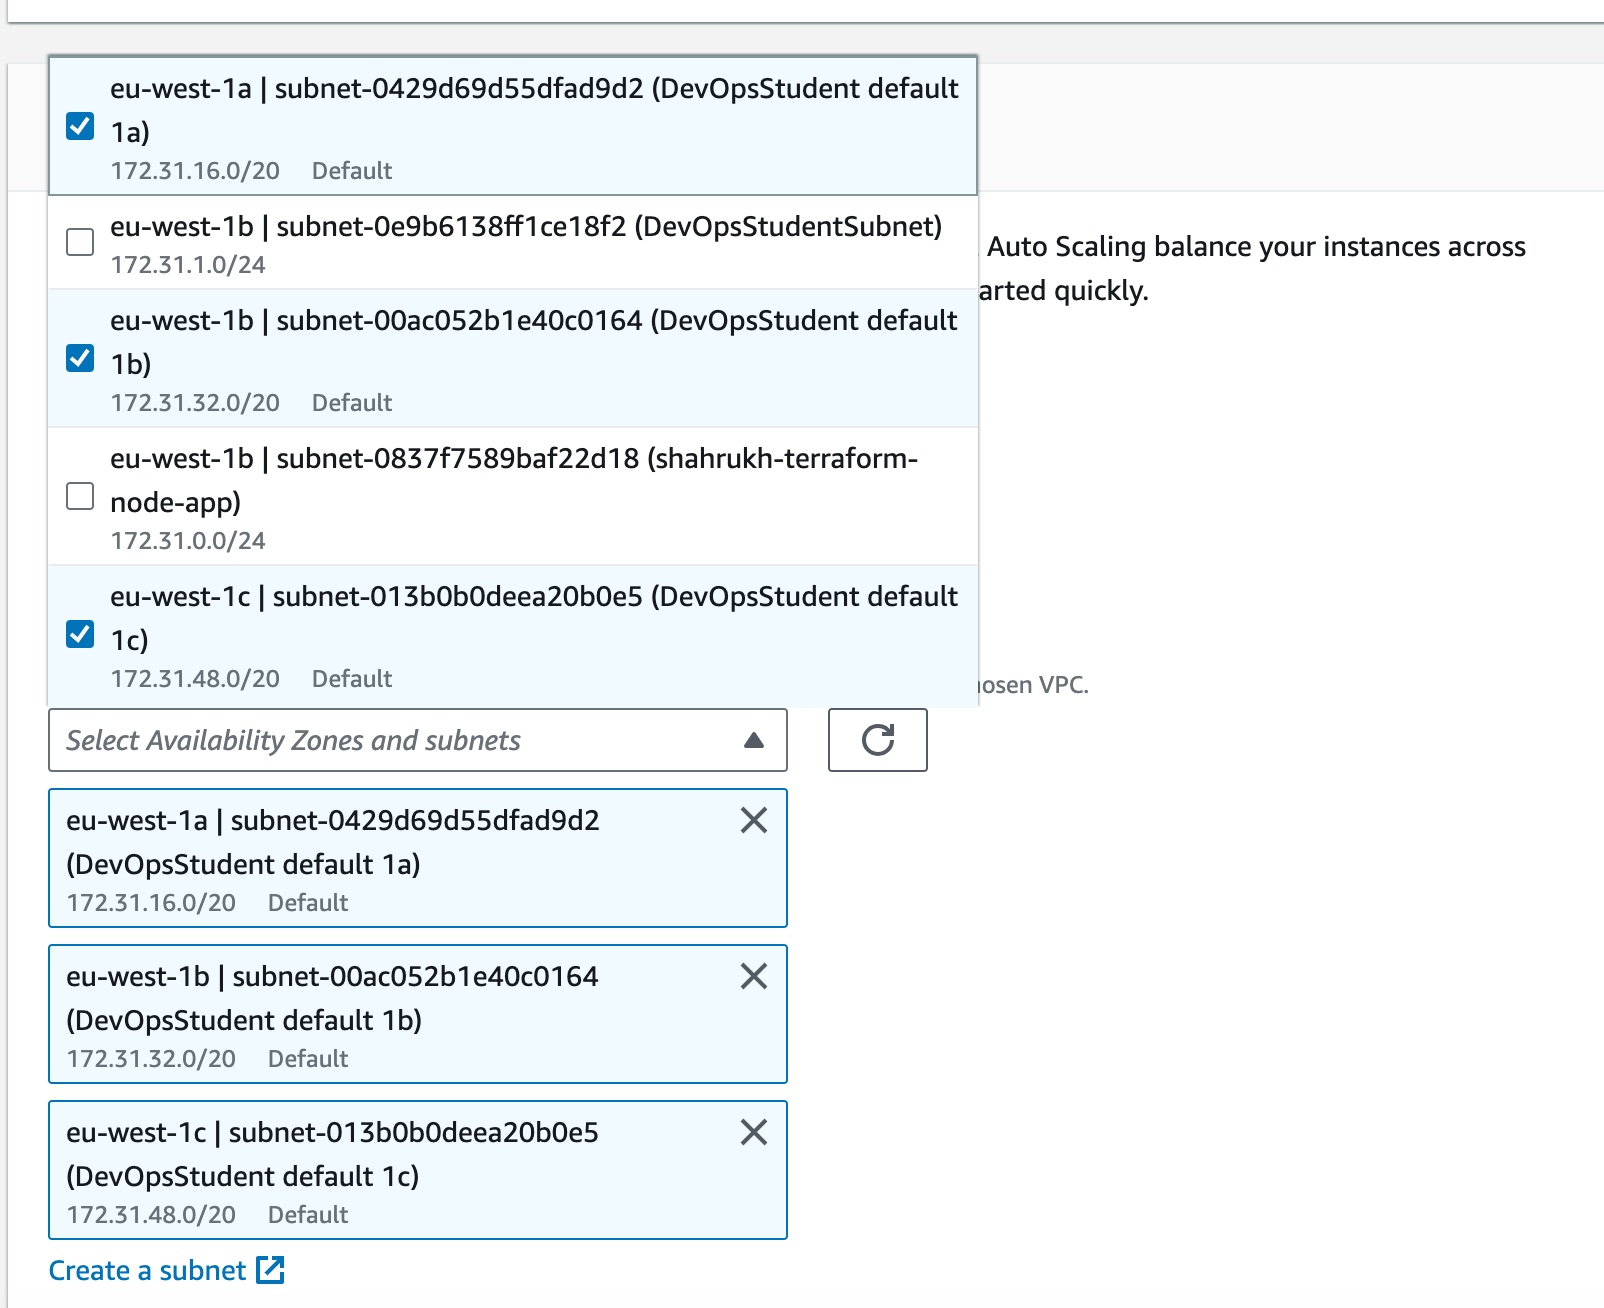 eu-west-1a | subnet-0429d69d55dfad9d2 (DevOpsStudent default
1a)
172.31.16.0/20 Default
eu-west-1b | subnet-0e9b6138ff1ce18f2 (DevOpsStudentSubnet)
172.31.1.0/24
eu-west-1b | subnet-00ac052b1e40c0164 (DevOpsStudent default
1b)
172.31.32.0/20 Default
eu-west-1b | subnet-0837f7589baf22d18 (shahrukh-terraform-
node-app)
172.31.0.0/24
eu-west-1c | subnet-013b0b0deea20b0e5 (DevOpsStudent default
1c)
172.31.48.0/20 Default
Auto Scaling balance your instances across
arted quickly.
osen VPC.
Select Availability Zones and subnets
eu-west-1a | subnet-0429d69d55dfad9d2
(DevOpsStudent default 1a)
172.31.16.0/20 Default
eu-west-1b | subnet-00ac052b1e40c0164
(DevOpsStudent default 1b)
172.31.32.0/20 Default
eu-west-1c | subnet-013b0b0deea20b0e5
(DevOpsStudent default 1c)
172.31.48.0/20 Default
Create a subnet